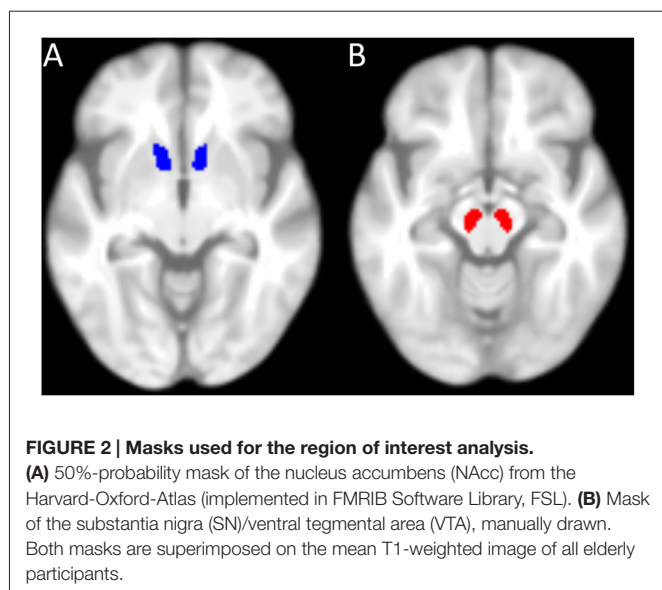 A B
FIGURE 2 | Masks used for the region of interest analysis.
(A) 50%-probability mask of the nucleus accumbens (NAcc) from the
Harvard-Oxford-Atlas (implemented in FMRIB Software Library, FSL). (B) Mask
of the substantia nigra (SN)/ventral tegmental area (VTA), manually drawn.
Both masks are superimposed on the mean T1-weighted image of all elderly
participants.